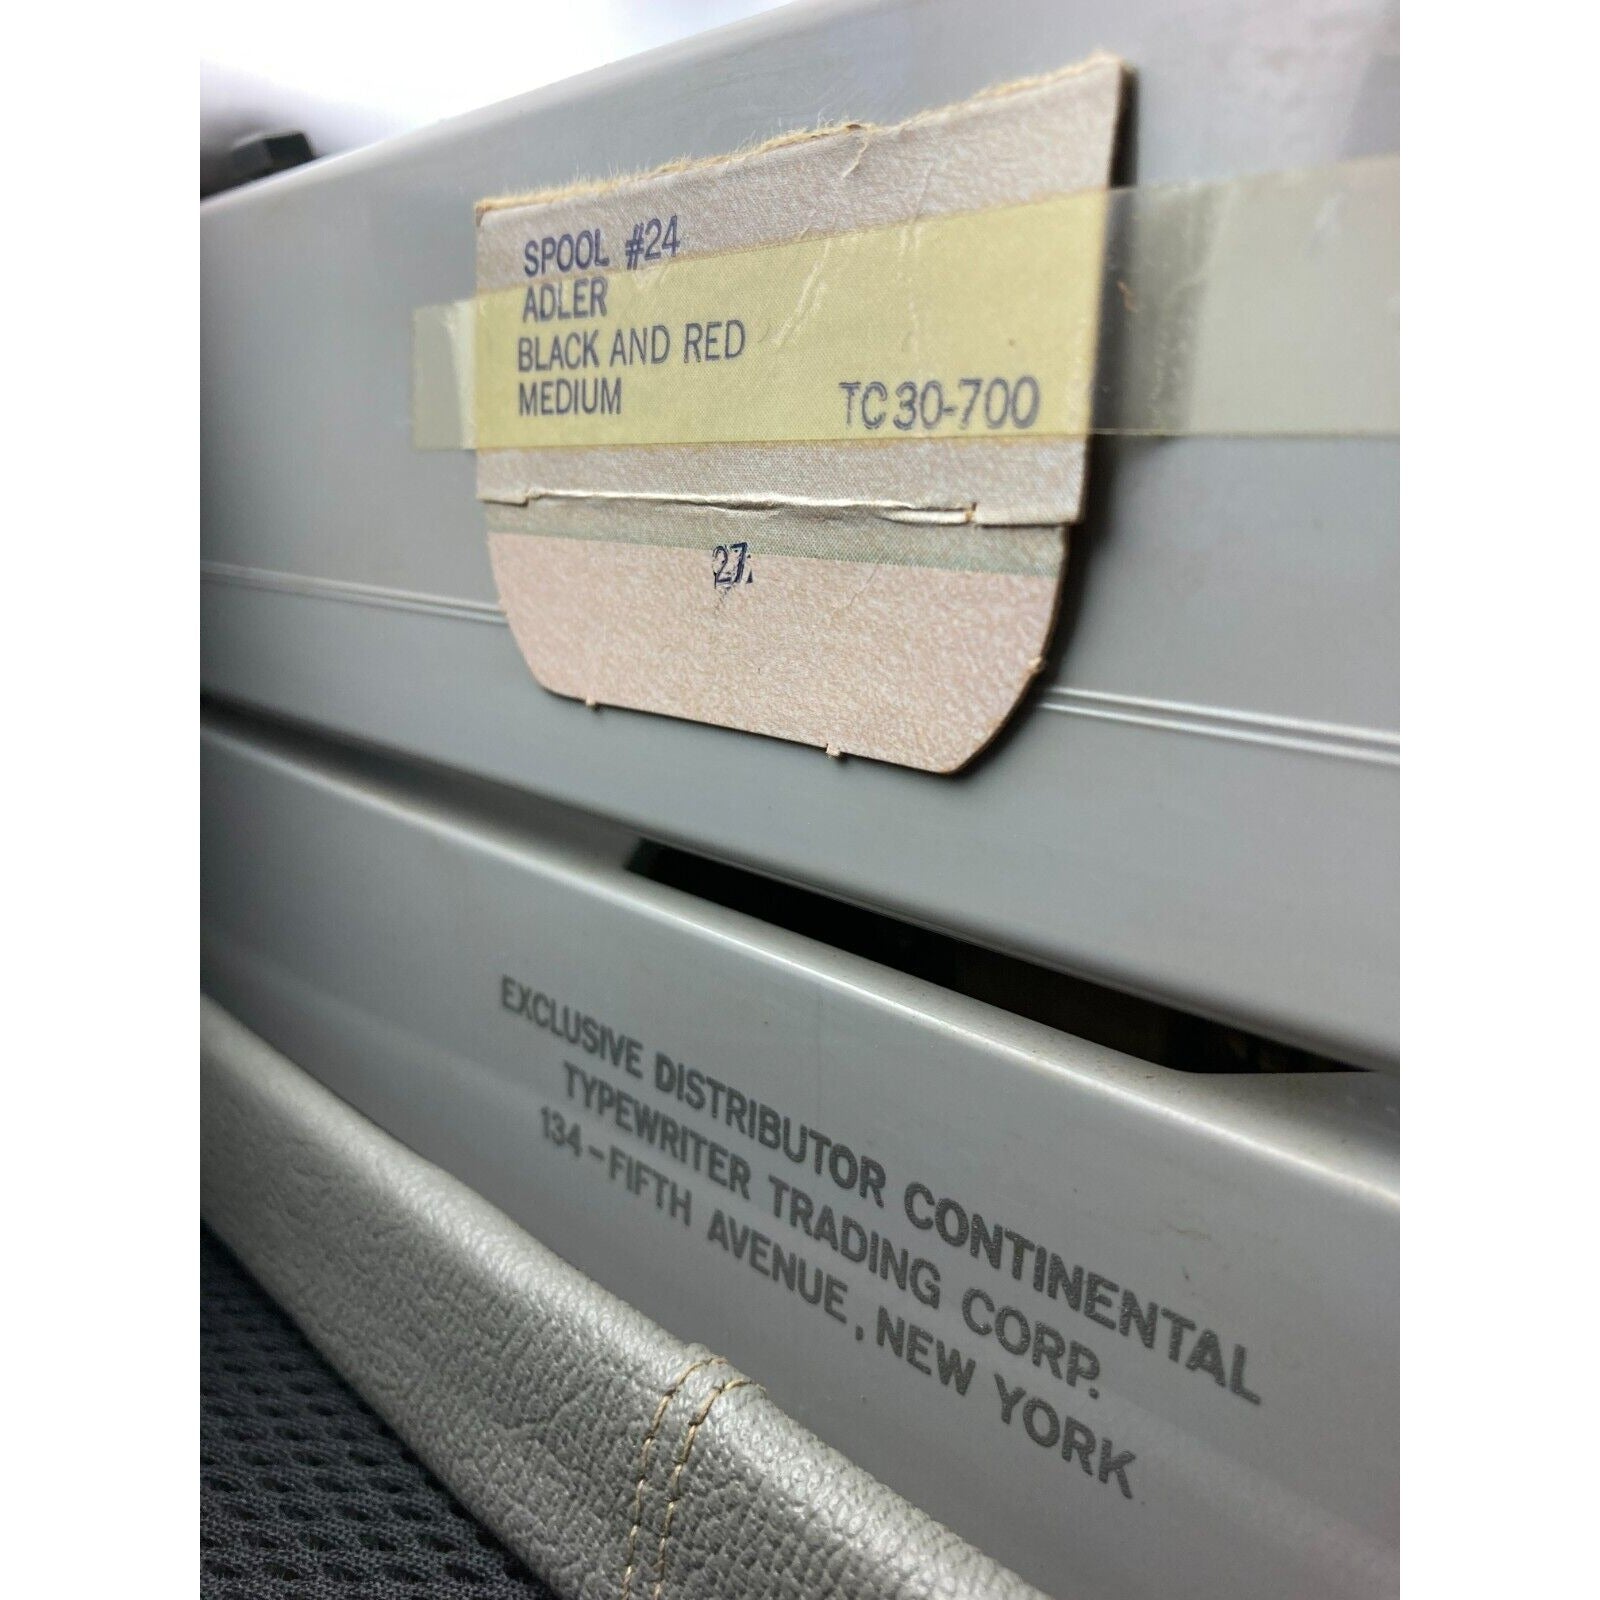 SPOOL #24
ADLER
BLACK AND RED
MEDIUM
TC30-700
27
EXCLUSIVE DISTRIBUTOR CONTINENTAL
TYPEWRITER TRADING CORP.
134-FIFTH AVENUE, NEW YORK